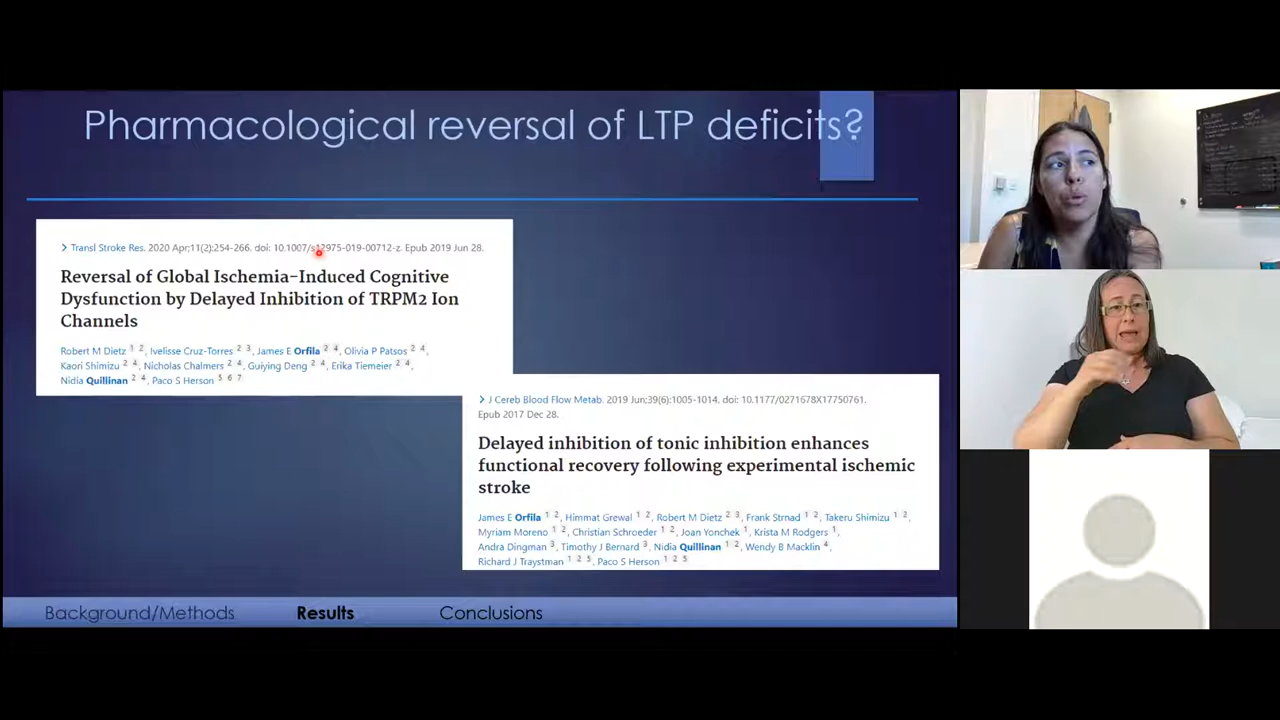 Pharmacological reversal of LTP deficits?
> Transl Stroke Res. 2020 Apr;11(2):254-266. doi: 10.1007/s12975-019-00712-z. Epub 2019 Jun 28.
Reversal of Global Ischemia-Induced Cognitive
Dysfunction by Delayed Inhibition of TRPM2 Ion
Channels
Robert M Dietz 1 2, Ivelisse Cruz-Torres 2 3, James E Orfila 2 4, Olivia P Patsos 2 4,
Kaori Shimizu 2 4, Nicholas Chalmers 2 4, Guiying Deng 2 4, Erika Tiemeier 2 4,
Nidia Quillinan 2 4, Paco S Herson 5 6 7
> J Cereb Blood Flow Metab. 2019 Jun;39(6):1005-1014. doi: 10.1177/0271678X17750761.
Epub 2017 Dec 28.
Delayed inhibition of tonic inhibition enhances
functional recovery following experimental ischemic
stroke
James E Orfila 1 2, Himmat Grewal 1 2, Robert M Dietz 2 3, Frank Strnad 1 2, Takeru Shimizu 1 2,
Myriam Moreno 1 2, Christian Schroeder 1 2, Joan Yonchek 1, Krista M Rodgers 1,
Andra Dingman 3, Timothy J Bernard 3, Nidia Quillinan 1 2, Wendy B Macklin 4,
Richard J Traystman 1 2 5, Paco S Herson 1 2 5
Background/Methods Results Conclusions